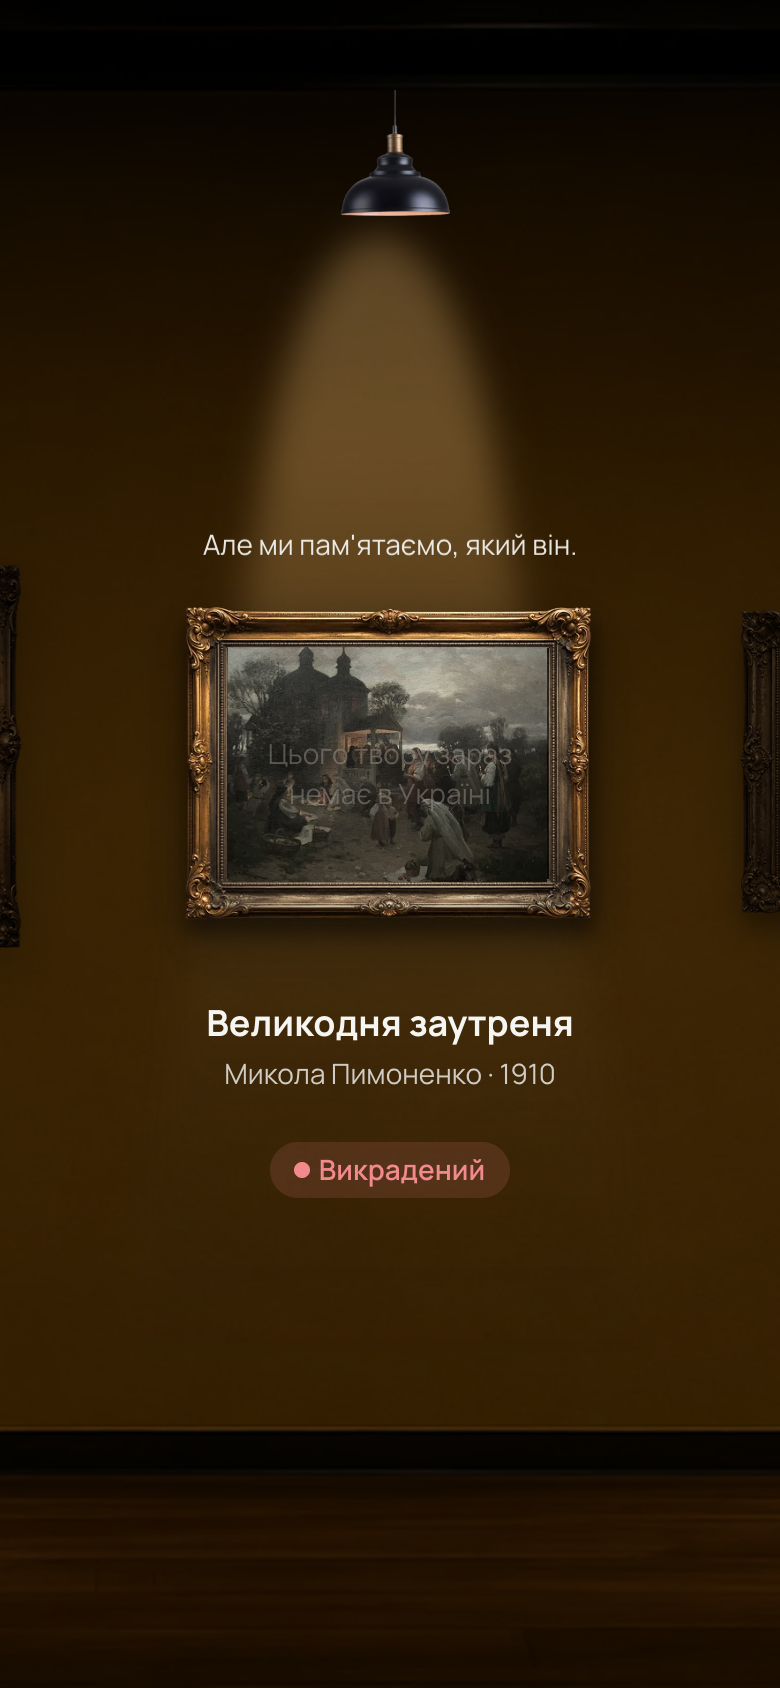 Але ми пам'ятаємо, який він.
Цього твору зараз
немає в Україні
Великодня заутреня
Микола Пимоненко · 1910
Викрадений